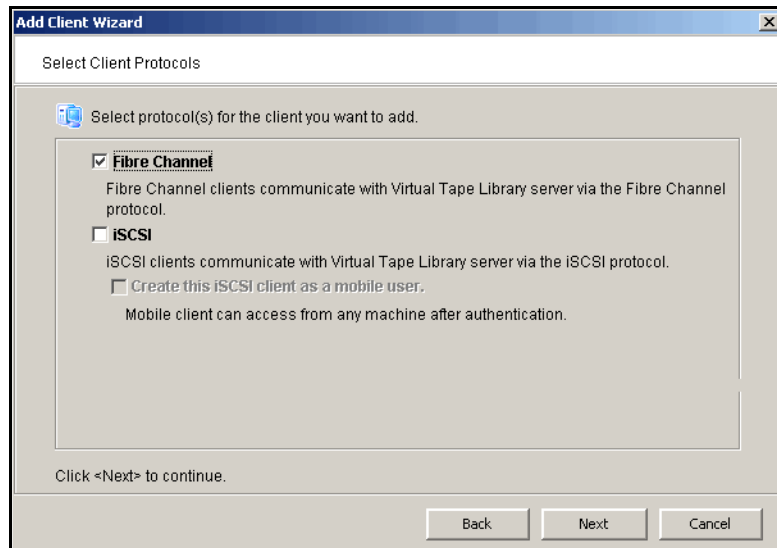 Add Client Wizard
Select Client Protocols
Select protocol(s) for the client you want to add.
Fibre Channel
Fibre Channel clients communicate with Virtual Tape Library server via the Fibre Channel
protocol.
iSCSI
iSCSI clients communicate with Virtual Tape Library server via the iSCSI protocol.
Create this iSCSI client as a mobile user.
Mobile client can access from any machine after authentication.
Click <Next> to continue.
Back Next Cancel